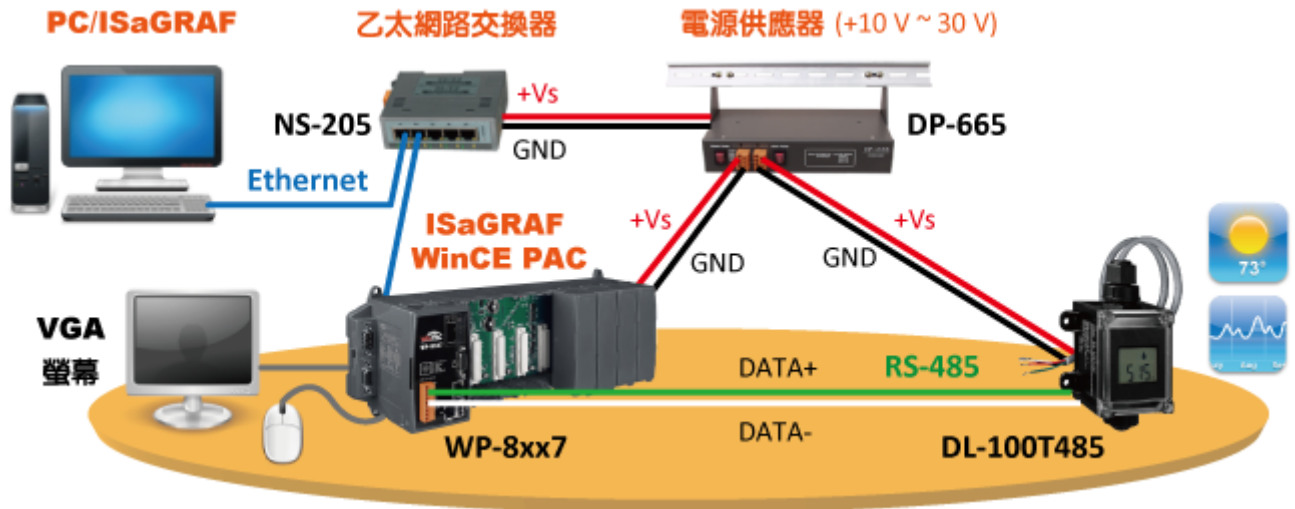 PC/ISaGRAF
乙太網路交換器
電源供應器 (+10 V ~ 30 V)
NS-205
+Vs
GND
DP-665
Ethernet
ISaGRAF
WinCE PAC
+Vs
GND
+Vs
GND
73°
VGA
螢幕
DATA+
RS-485
515
DATA-
WP-8xx7
DL-100T485